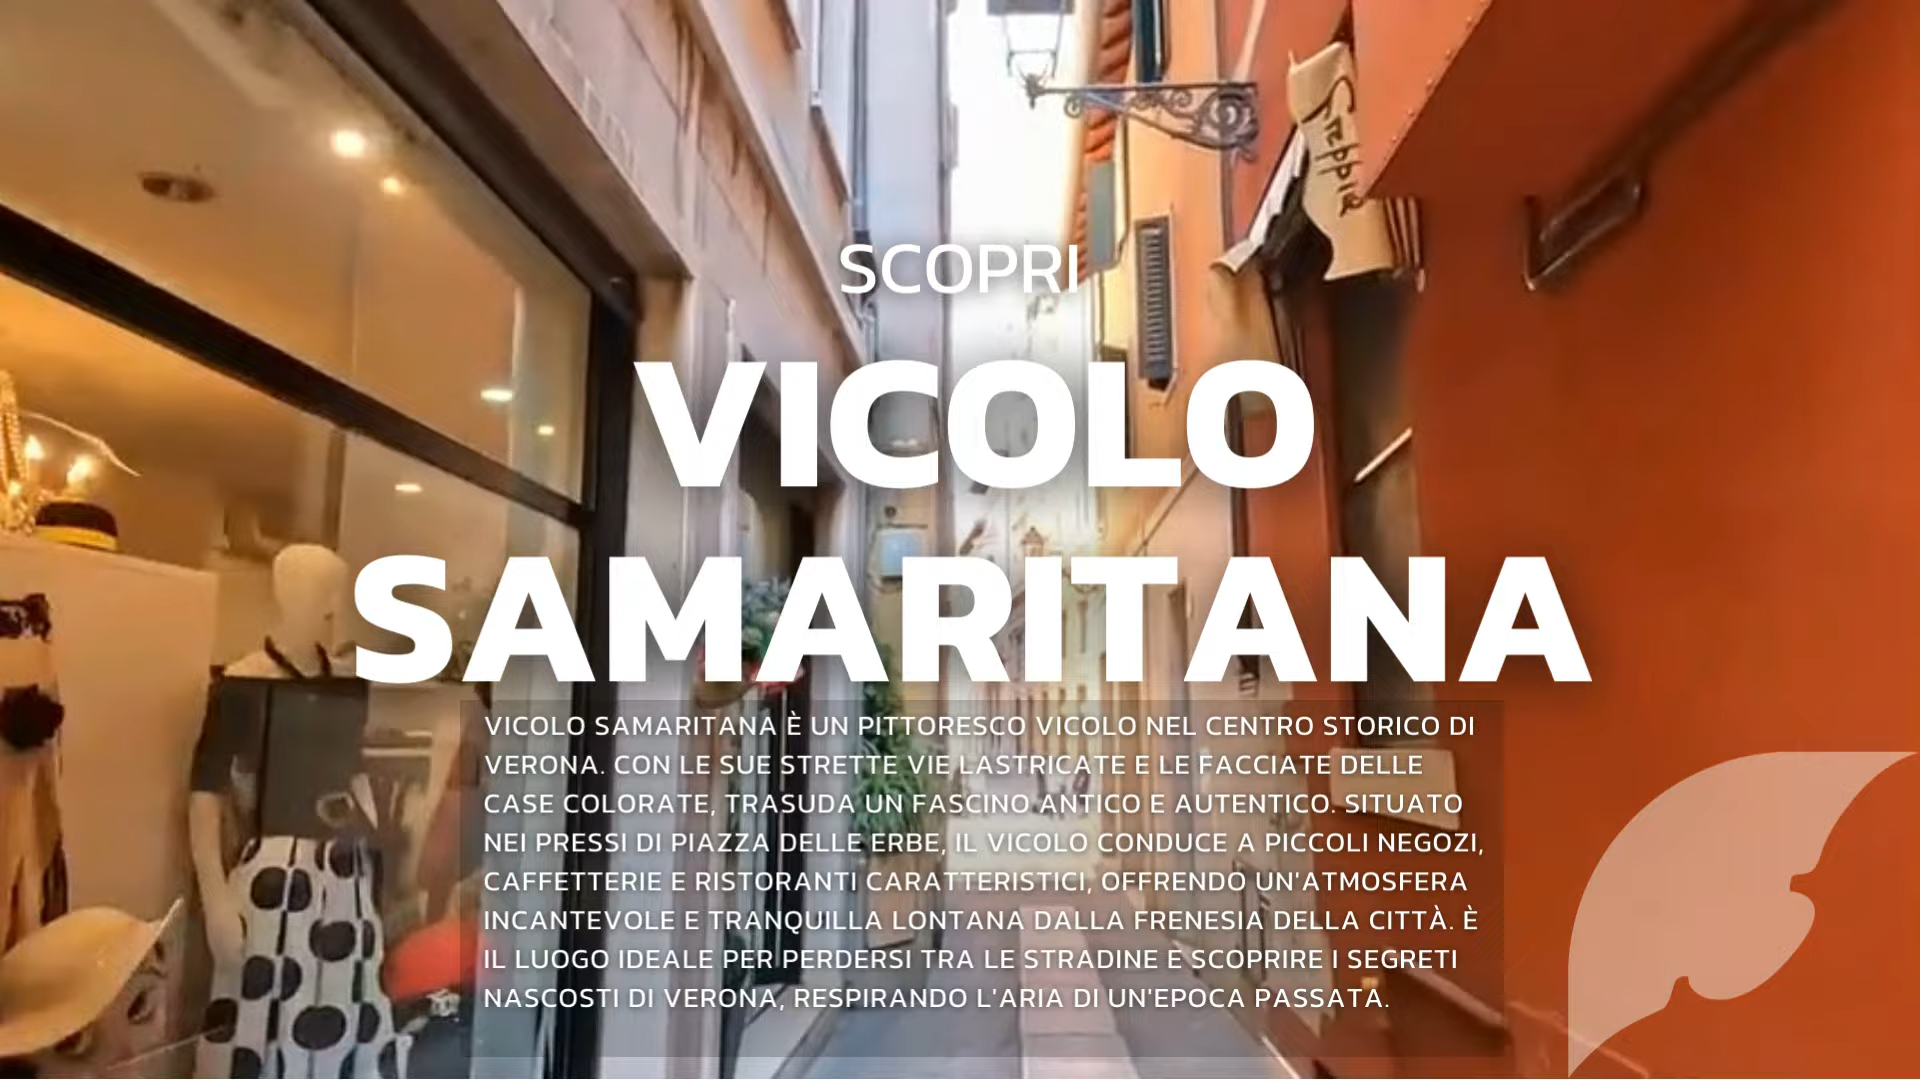 Steppia
SCOPRI
VICOLO
SAMARITANA
VICOLO SAMARITANA È UN PITTORESCO VICOLO NEL CENTRO STORICO DI
VERONA. CON LE SUE STRETTE VIE LASTRICATE E LE FACCIATE DELLE
CASE COLORATE, TRASUDA UN FASCINO ANTICO E AUTENTICO. SITUATO
NEI PRESSI DI PIAZZA DELLE ERBE, IL VICOLO CONDUCE A PICCOLI NEGOZI,
CAFFETTERIE E RISTORANTI CARATTERISTICI, OFFRENDO UN'ATMOSFERA
INCANTEVOLE E TRANQUILLA LONTANA DALLA FRENESIA DELLA CITTÀ. È
IL LUOGO IDEALE PER PERDERSI TRA LE STRADINE E SCOPRIRE I SEGRETI
NASCOSTI DI VERONA, RESPIRANDO L'ARIA DI UN'EPOCA PASSATA.